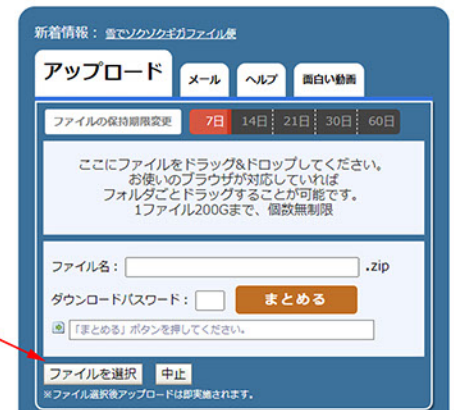 新着情報： 雪でゾクゾクギガファイル便
アップロード メール ヘルプ 面白い動画
ファイルの保持期限変更 7日 14日 21日 30日 60日
ここにファイルをドラッグ&ドロップしてください。
お使いのブラウザが対応していれば
フォルダごとドラッグすることが可能です。
1ファイル200Gまで、個数無制限
ファイル名： .zip
ダウンロードパスワード： まとめる
「まとめる」ボタンを押してください。
ファイルを選択 中止
※ファイル選択後アップロードは即実施されます。